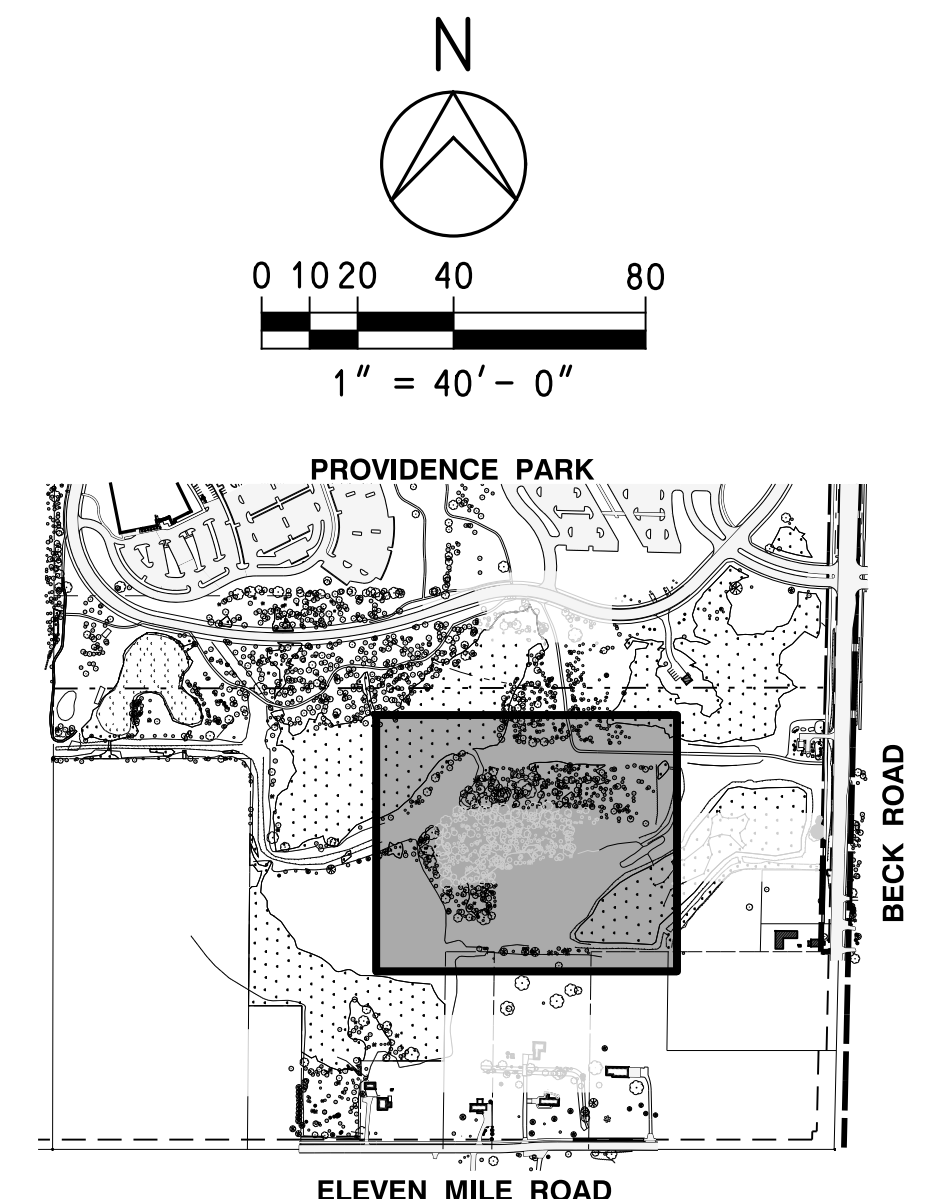 N
0 10 20 40 80
1" = 40'- 0"
PROVIDENCE PARK
BECK ROAD
ELEVEN MILE ROAD